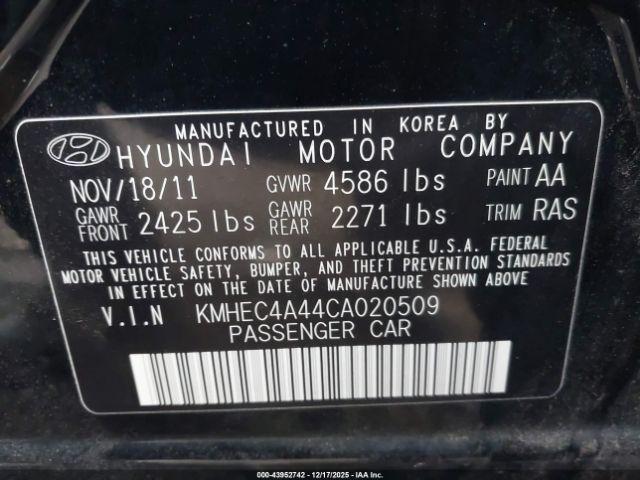 MANUFACTURED IN KOREA BY
HYUNDAI MOTOR COMPANY
NOV/18/11 GVWR 4586 lbs PAINT AA
GAWR FRONT 2425 lbs GAWR REAR 2271 lbs TRIM RAS
THIS VEHICLE CONFORMS TO ALL APPLICABLE U.S.A. FEDERAL
MOTOR VEHICLE SAFETY, BUMPER, AND THEFT PREVENTION STANDARDS
IN EFFECT ON THE DATE OF MANUFACTURE SHOWN ABOVE
V.I.N KMHEC4A44CA020509
PASSENGER CAR
000-43952742 - 12/17/2025 - IAA Inc.